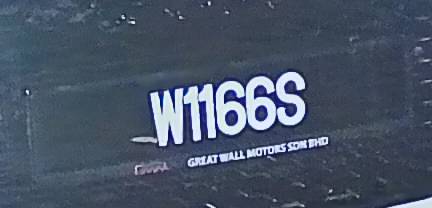 W1166S
GREAT WALL MOTORS SDN BHD